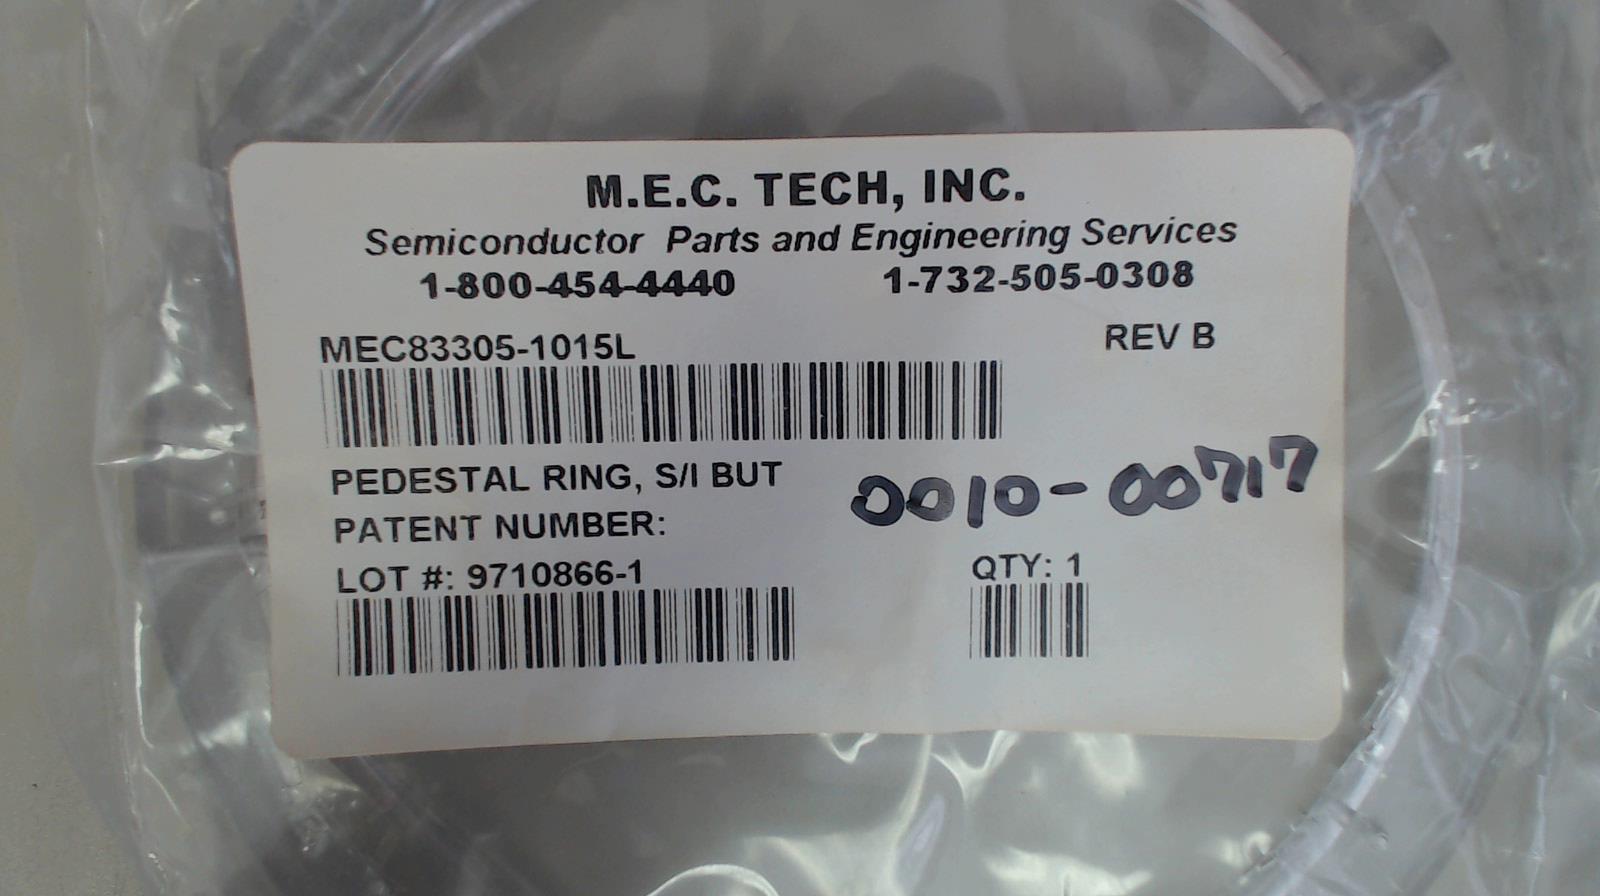 M.E.C. TECH, INC.
Semiconductor Parts and Engineering Services
1-800-454-4440 1-732-505-0308
MEC83305-1015L REV B
PEDESTAL RING, S/I BUT
0010-00717
PATENT NUMBER:
LOT #: 9710866-1 QTY: 1